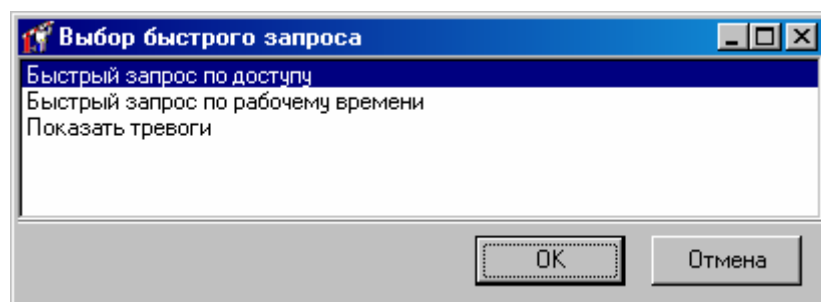 Выбор быстрого запроса
Быстрый запрос по доступу
Быстрый запрос по рабочему времени
Показать тревоги
OK
Отмена